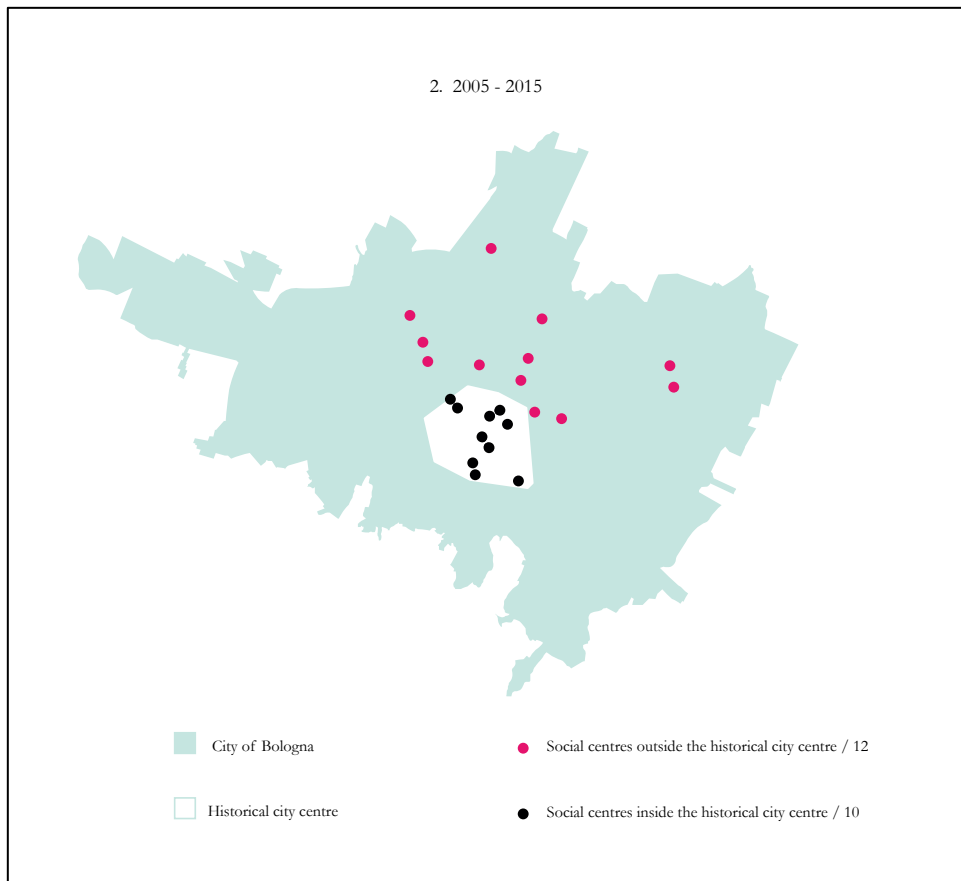 2. 2005 - 2015
City of Bologna
Social centres outside the historical city centre / 12
Historical city centre
Social centres inside the historical city centre / 10